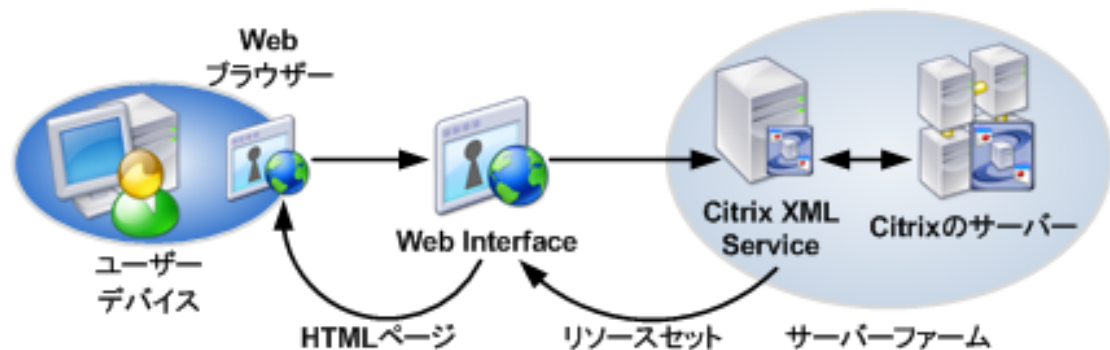 Web
ブラウザー
ユーザー
デバイス
Web Interface
Citrix XML
Service
Citrixのサーバー
HTMLページ
リソースセット
サーバーファーム